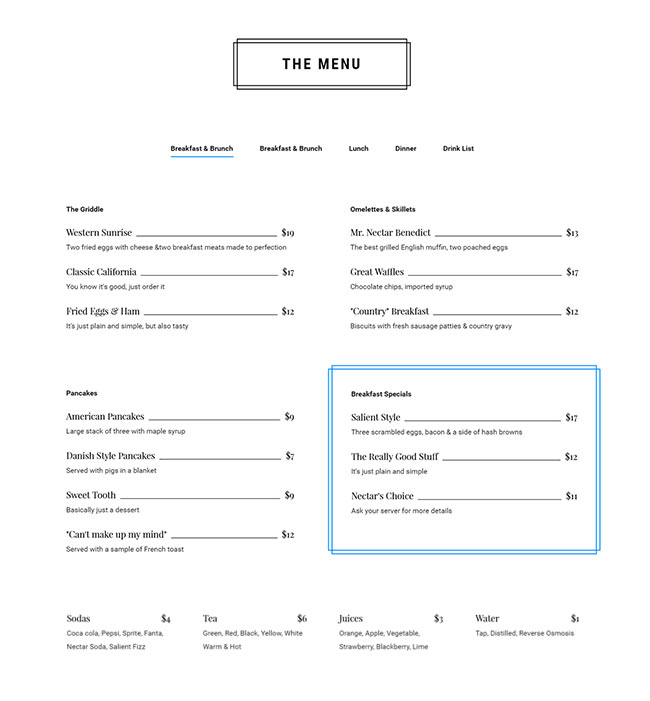 THE MENU
Breakfast & Brunch Breakfast & Brunch Lunch Dinner Drink List
The Griddle
Western Sunrise $19
Two fried eggs with cheese &two breakfast meats made to perfection
Classic California $17
You know it's good, just order it
Fried Eggs & Ham $12
It's just plain and simple, but also tasty
Omelettes & Skillets
Mr. Nectar Benedict $13
The best grilled English muffin, two poached eggs
Great Waffles $17
Chocolate chips, imported syrup
"Country" Breakfast $12
Biscuits with fresh sausage patties & country gravy
Pancakes
American Pancakes $9
Large stack of three with maple syrup
Danish Style Pancakes $7
Served with pigs in a blanket
Sweet Tooth $9
Basically just a dessert
"Can't make up my mind" $12
Served with a sample of French toast
Breakfast Specials
Salient Style $17
Three scrambled eggs, bacon & a side of hash browns
The Really Good Stuff $12
It's just plain and simple
Nectar's Choice $11
Ask your server for more details
Sodas $4
Coca cola, Pepsi, Sprite, Fanta,
Nectar Soda, Salient Fizz
Tea $6
Green, Red, Black, Yellow, White
Warm & Hot
Juices $3
Orange, Apple, Vegetable,
Strawberry, Blackberry, Lime
Water $1
Tap, Distilled, Reverse Osmosis